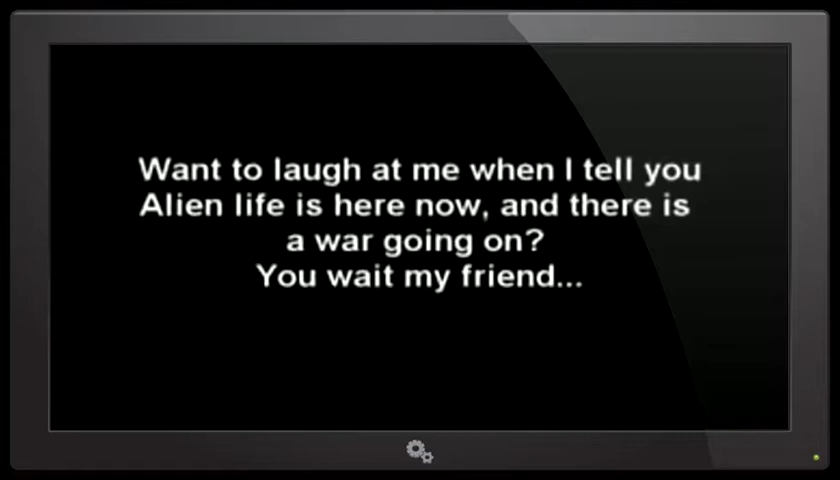 Want to laugh at me when I tell you
Alien life is here now, and there is
a war going on?
You wait my friend...